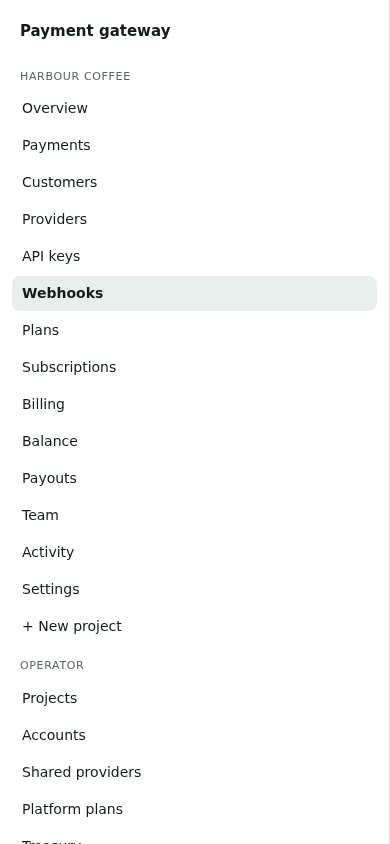 Payment gateway
HARBOUR COFFEE
Overview
Payments
Customers
Providers
API keys
Webhooks
Plans
Subscriptions
Billing
Balance
Payouts
Team
Activity
Settings
+ New project
OPERATOR
Projects
Accounts
Shared providers
Platform plans